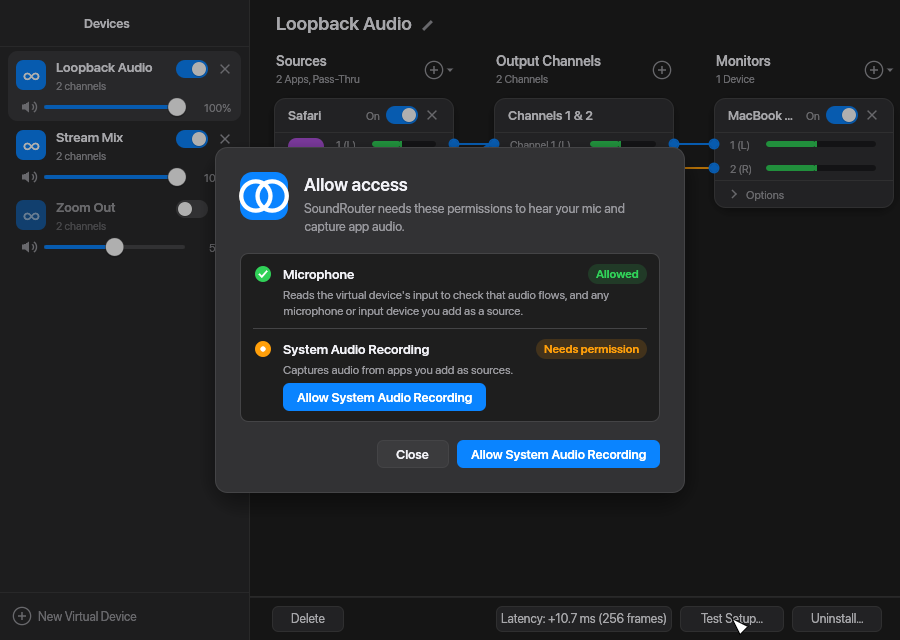 Devices
Loopback Audio
2 channels
100%
Stream Mix
2 channels
10
Zoom Out
2 channels
5
New Virtual Device
Loopback Audio
Sources
2 Apps, Pass-Thru
Output Channels
2 Channels
Monitors
1 Device
Safari
On
1 (L)
Channels 1 & 2
Channel 1 (L)
MacBook ...
On
1 (L)
2 (R)
Options
Allow access
SoundRouter needs these permissions to hear your mic and
capture app audio.
Microphone
Allowed
Reads the virtual device's input to check that audio flows, and any
microphone or input device you add as a source.
System Audio Recording
Needs permission
Captures audio from apps you add as sources.
Allow System Audio Recording
Close
Allow System Audio Recording
Delete
Latency: +10.7 ms (256 frames)
Test Setup...
Uninstall...